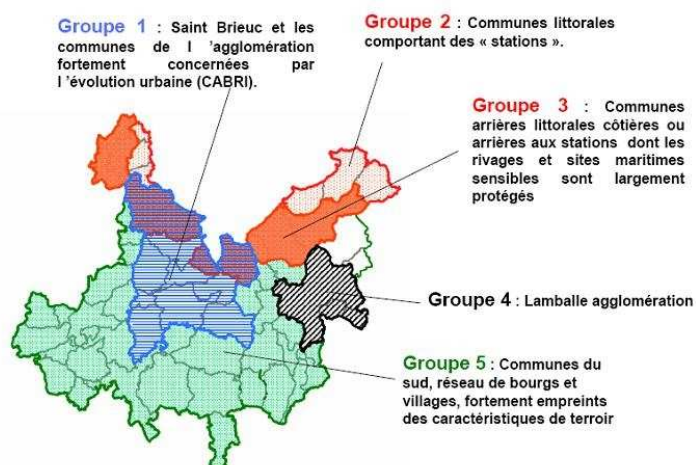 Groupe 1 : Saint Brieuc et les
communes de l 'agglomération
fortement concernées par
l 'évolution urbaine (CABRI).
Groupe 2 : Communes littorales
comportant des « stations ».
Groupe 3 : Communes
arrières littorales côtières ou
arrières aux stations dont les
rivages et sites maritimes
sensibles sont largement
protégés
Groupe 4 : Lamballe agglomération
Groupe 5 : Communes du
sud, réseau de bourgs et
villages, fortement empreints
des caractéristiques de terroir